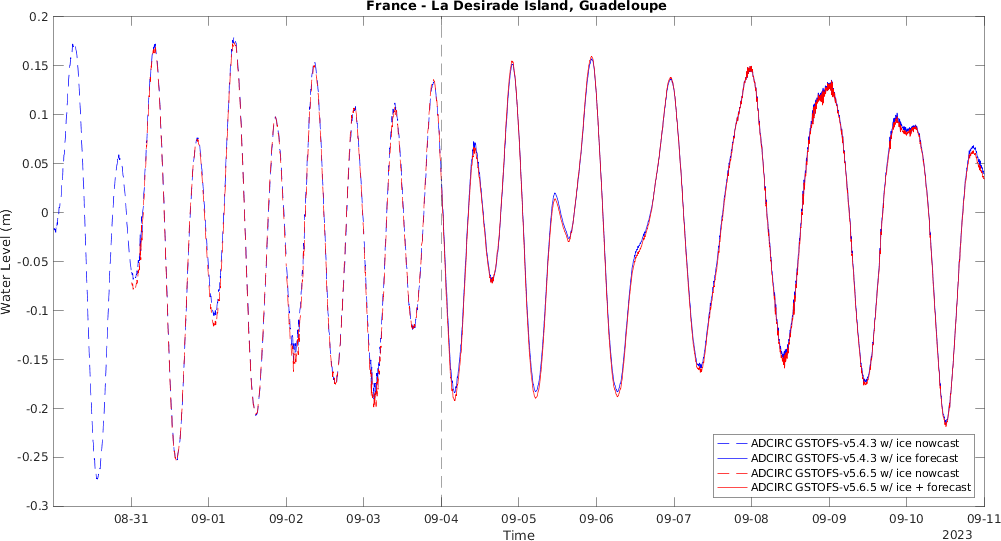 France - La Desirade Island, Guadeloupe
0.2
0.15
0.1
0.05
0
-0.05
-0.1
-0.15
-0.2
-0.25
-0.3
Water Level (m)
ADCIRC GSTOFS-v5.4.3 w/ ice nowcast
ADCIRC GSTOFS-v5.4.3 w/ ice forecast
ADCIRC GSTOFS-v5.6.5 w/ ice nowcast
ADCIRC GSTOFS-v5.6.5 w/ ice + forecast
08-31 09-01 09-02 09-03 09-04 09-05 09-06 09-07 09-08 09-09 09-10 09-11
Time
2023